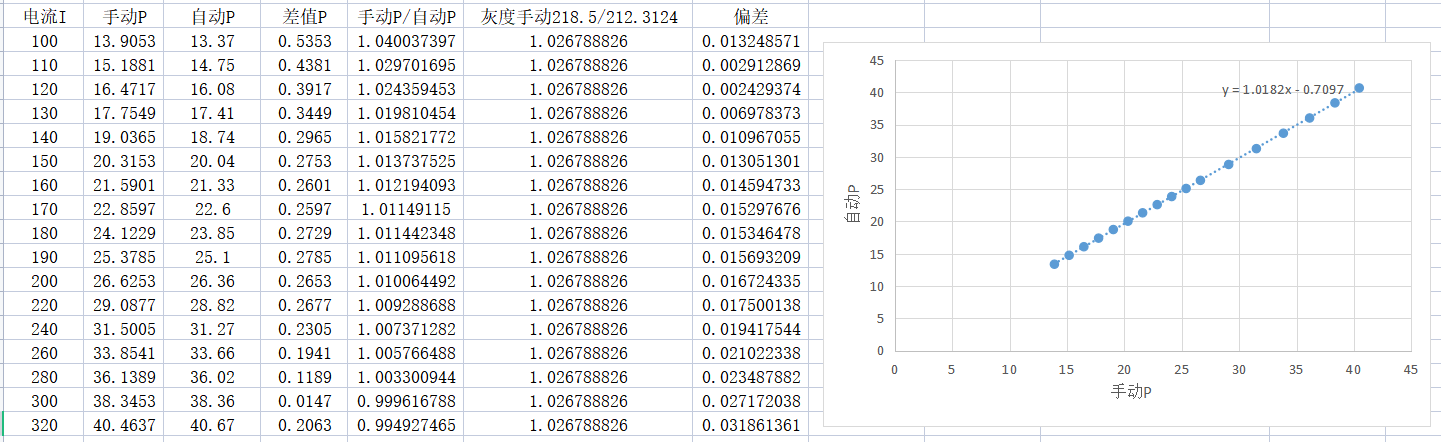 电流I 手动P 自动P 差值P 手动P/自动P 灰度手动218.5/212.3124 偏差
100 13.9053 13.37 0.5353 1.040037397 1.026788826 0.013248571
110 15.1881 14.75 0.4381 1.029701695 1.026788826 0.002912869
120 16.4717 16.08 0.3917 1.024359453 1.026788826 0.002429374
130 17.7549 17.41 0.3449 1.019810454 1.026788826 0.006978373
140 19.0365 18.74 0.2965 1.015821772 1.026788826 0.010967055
150 20.3153 20.04 0.2753 1.013737525 1.026788826 0.013051301
160 21.5901 21.33 0.2601 1.012194093 1.026788826 0.014594733
170 22.8597 22.6 0.2597 1.01149115 1.026788826 0.015297676
180 24.1229 23.85 0.2729 1.011442348 1.026788826 0.015346478
190 25.3785 25.1 0.2785 1.011095618 1.026788826 0.015693209
200 26.6253 26.36 0.2653 1.010064492 1.026788826 0.016724335
220 29.0877 28.82 0.2677 1.009288688 1.026788826 0.017500138
240 31.5005 31.27 0.2305 1.007371282 1.026788826 0.019417544
260 33.8541 33.66 0.1941 1.005766488 1.026788826 0.021022338
280 36.1389 36.02 0.1189 1.003300944 1.026788826 0.023487882
300 38.3453 38.36 0.0147 0.999616788 1.026788826 0.027172038
320 40.4637 40.67 0.2063 0.994927465 1.026788826 0.031861361
45
40
35
30
25
20
15
10
5
0
自动P
y = 1.0182x - 0.7097
0 5 10 15 20 25 30 35 40 45
手动P